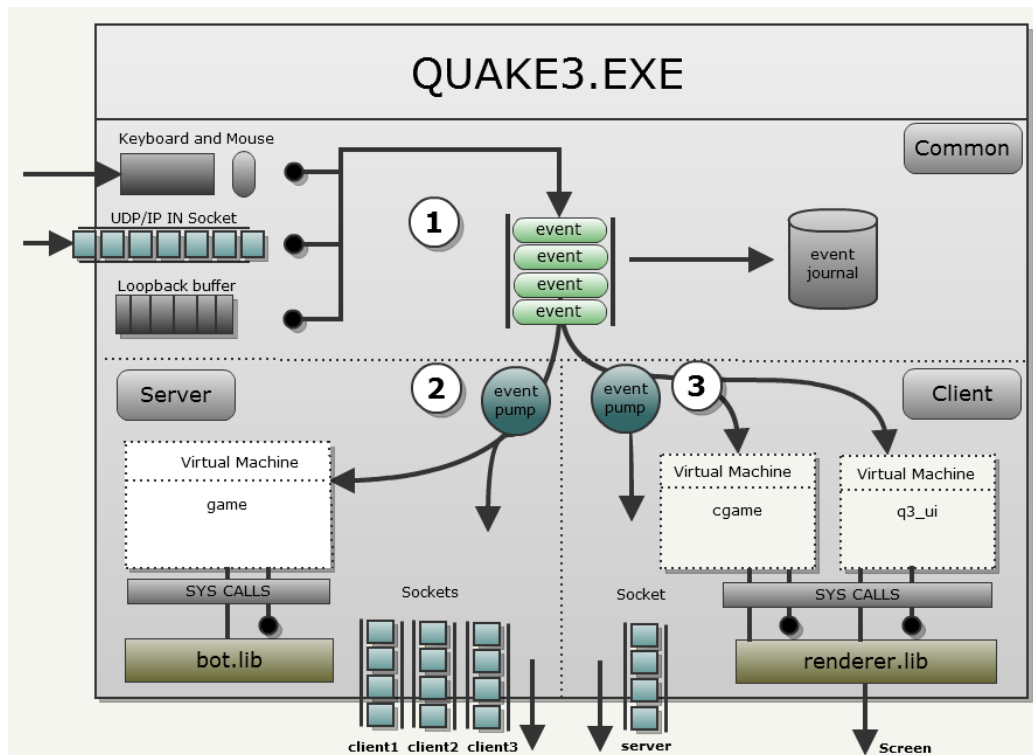 QUAKE3.EXE
Keyboard and Mouse
Common
UDP/IP IN Socket
1
event
event
event
event
event
journal
Loopback buffer
Server
2
event
pump
event
pump
3
Client
Virtual Machine
game
Virtual Machine
cgame
Virtual Machine
q3_ui
SYS CALLS
Sockets
Socket
SYS CALLS
bot.lib
renderer.lib
client1
client2
client3
server
Screen